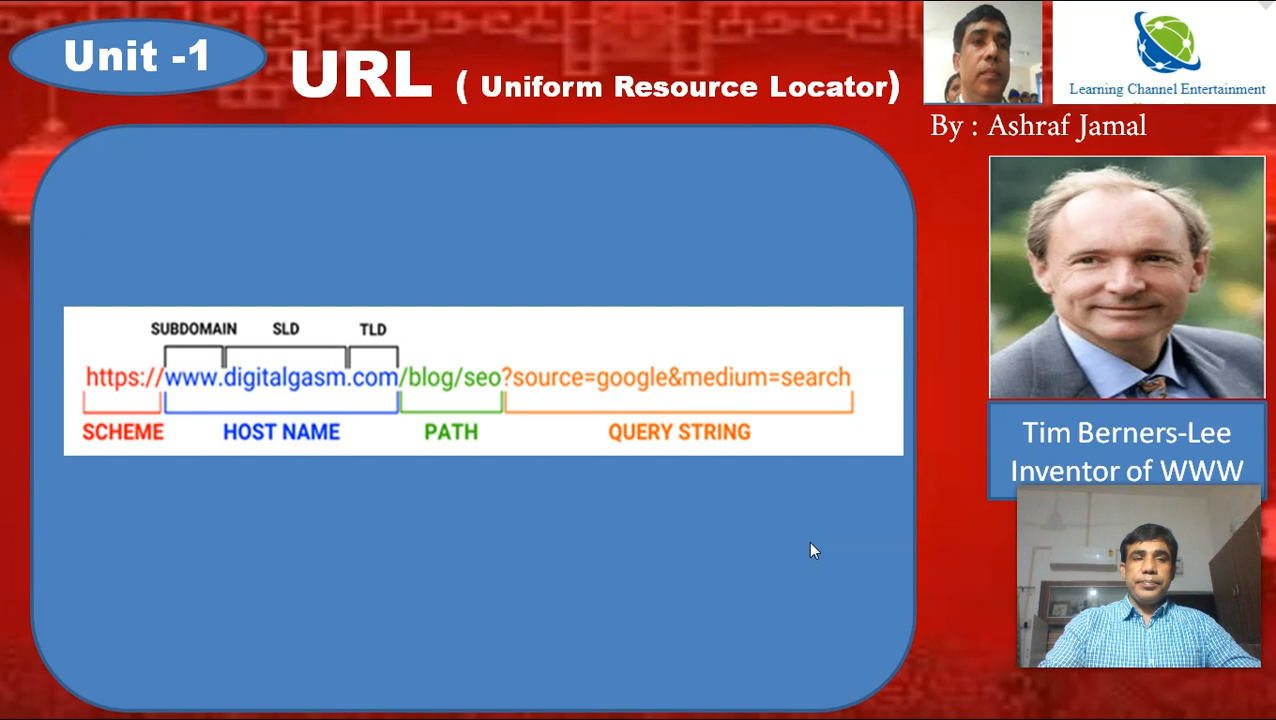 Unit -1
URL ( Uniform Resource Locator)
Learning Channel Entertainment
By : Ashraf Jamal
SUBDOMAIN SLD TLD
https://www.digitalgasm.com/blog/seo?source=google&medium=search
SCHEME HOST NAME PATH QUERY STRING
Tim Berners-Lee
Inventor of WWW